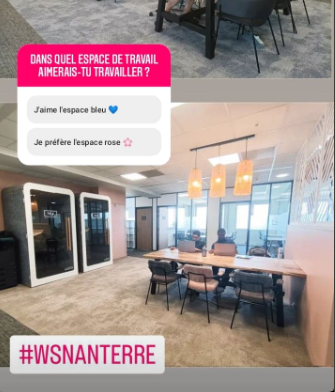 DANS QUEL ESPACE DE TRAVAIL
AIMERAIS-TU TRAVAILLER ?
J'aime l'espace bleu 💙
Je préfère l'espace rose 🌸
#WSNANTERRE